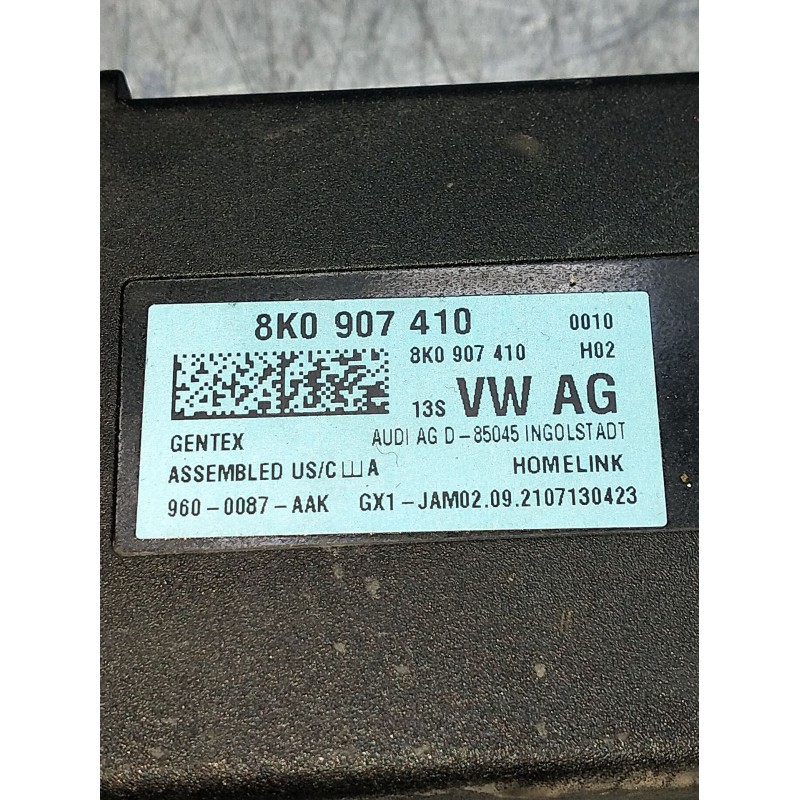 8K0 907 410 0010
8K0 907 410 H02
13S VW AG
GENTEX AUDI AG D-85045 INGOLSTADT
ASSEMBLED US/CША HOMELINK
960-0087-AAK GX1-JAM02.09.2107130423